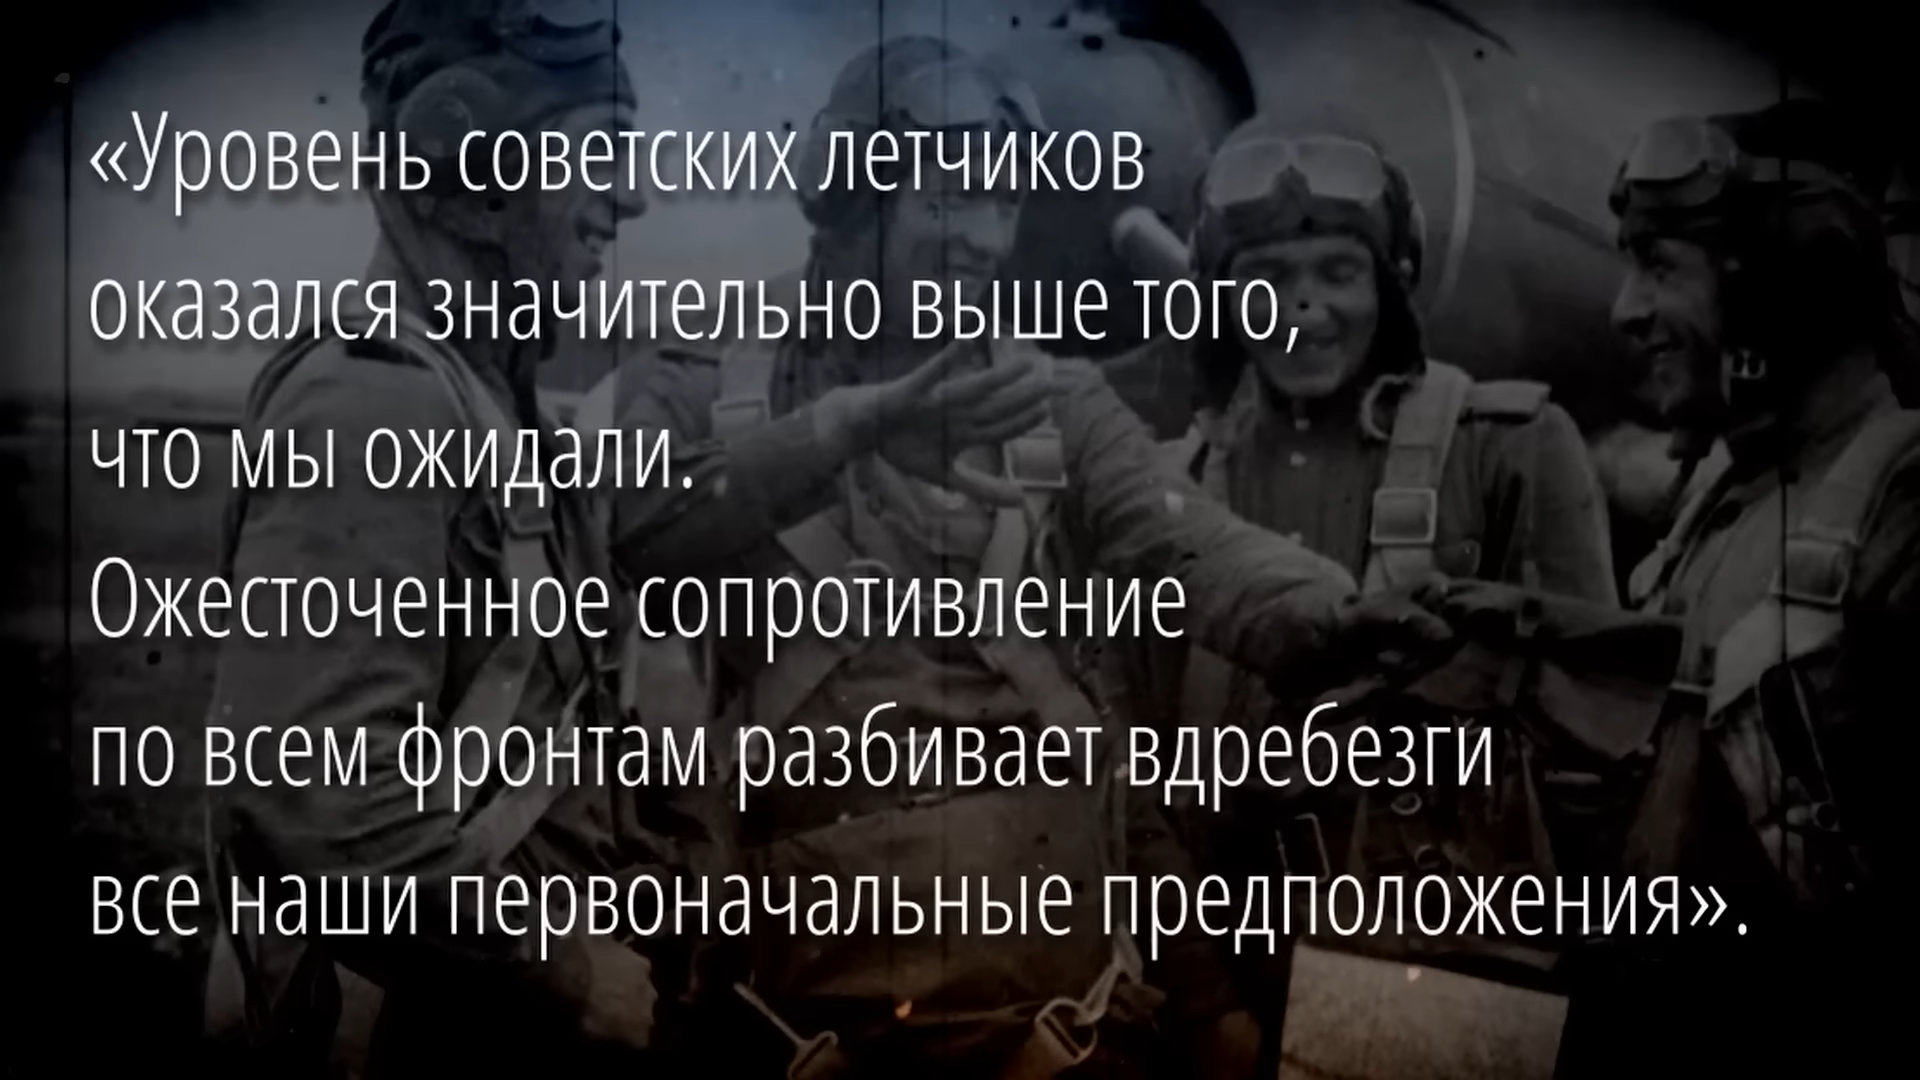 «Уровень советских летчиков
оказался значительно выше того,
что мы ожидали.
Ожесточенное сопротивление
по всем фронтам разбивает вдребезги
все наши первоначальные предположения».